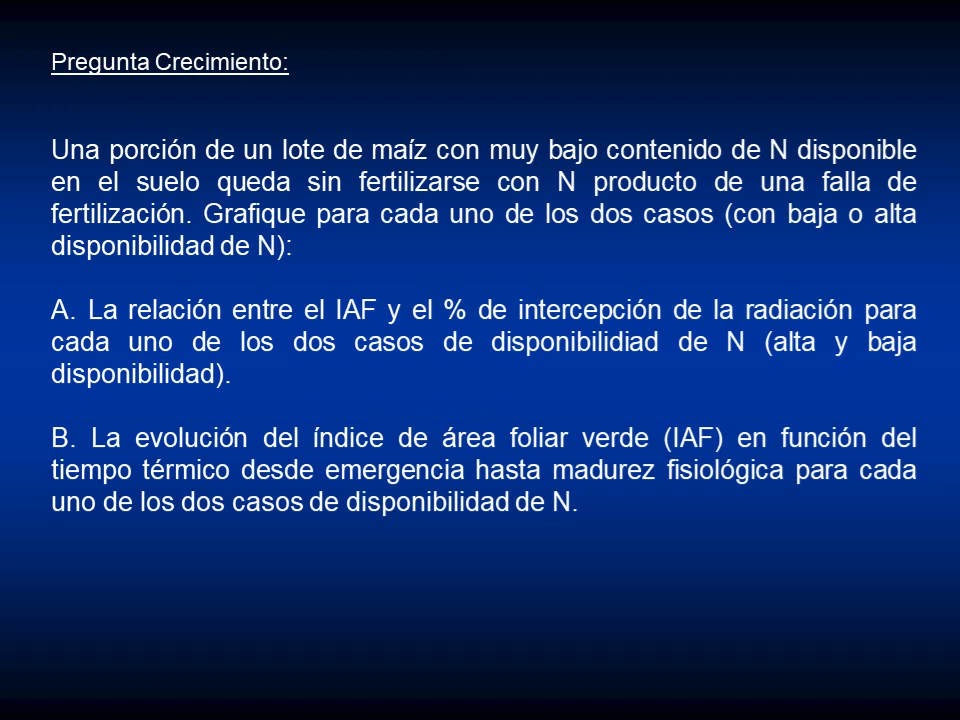 Pregunta Crecimiento:
Una porción de un lote de maíz con muy bajo contenido de N disponible
en el suelo queda sin fertilizarse con N producto de una falla de
fertilización. Grafique para cada uno de los dos casos (con baja o alta
disponibilidad de N):
A. La relación entre el IAF y el % de intercepción de la radiación para
cada uno de los dos casos de disponibilidiad de N (alta y baja
disponibilidad).
B. La evolución del índice de área foliar verde (IAF) en función del
tiempo térmico desde emergencia hasta madurez fisiológica para cada
uno de los dos casos de disponibilidad de N.